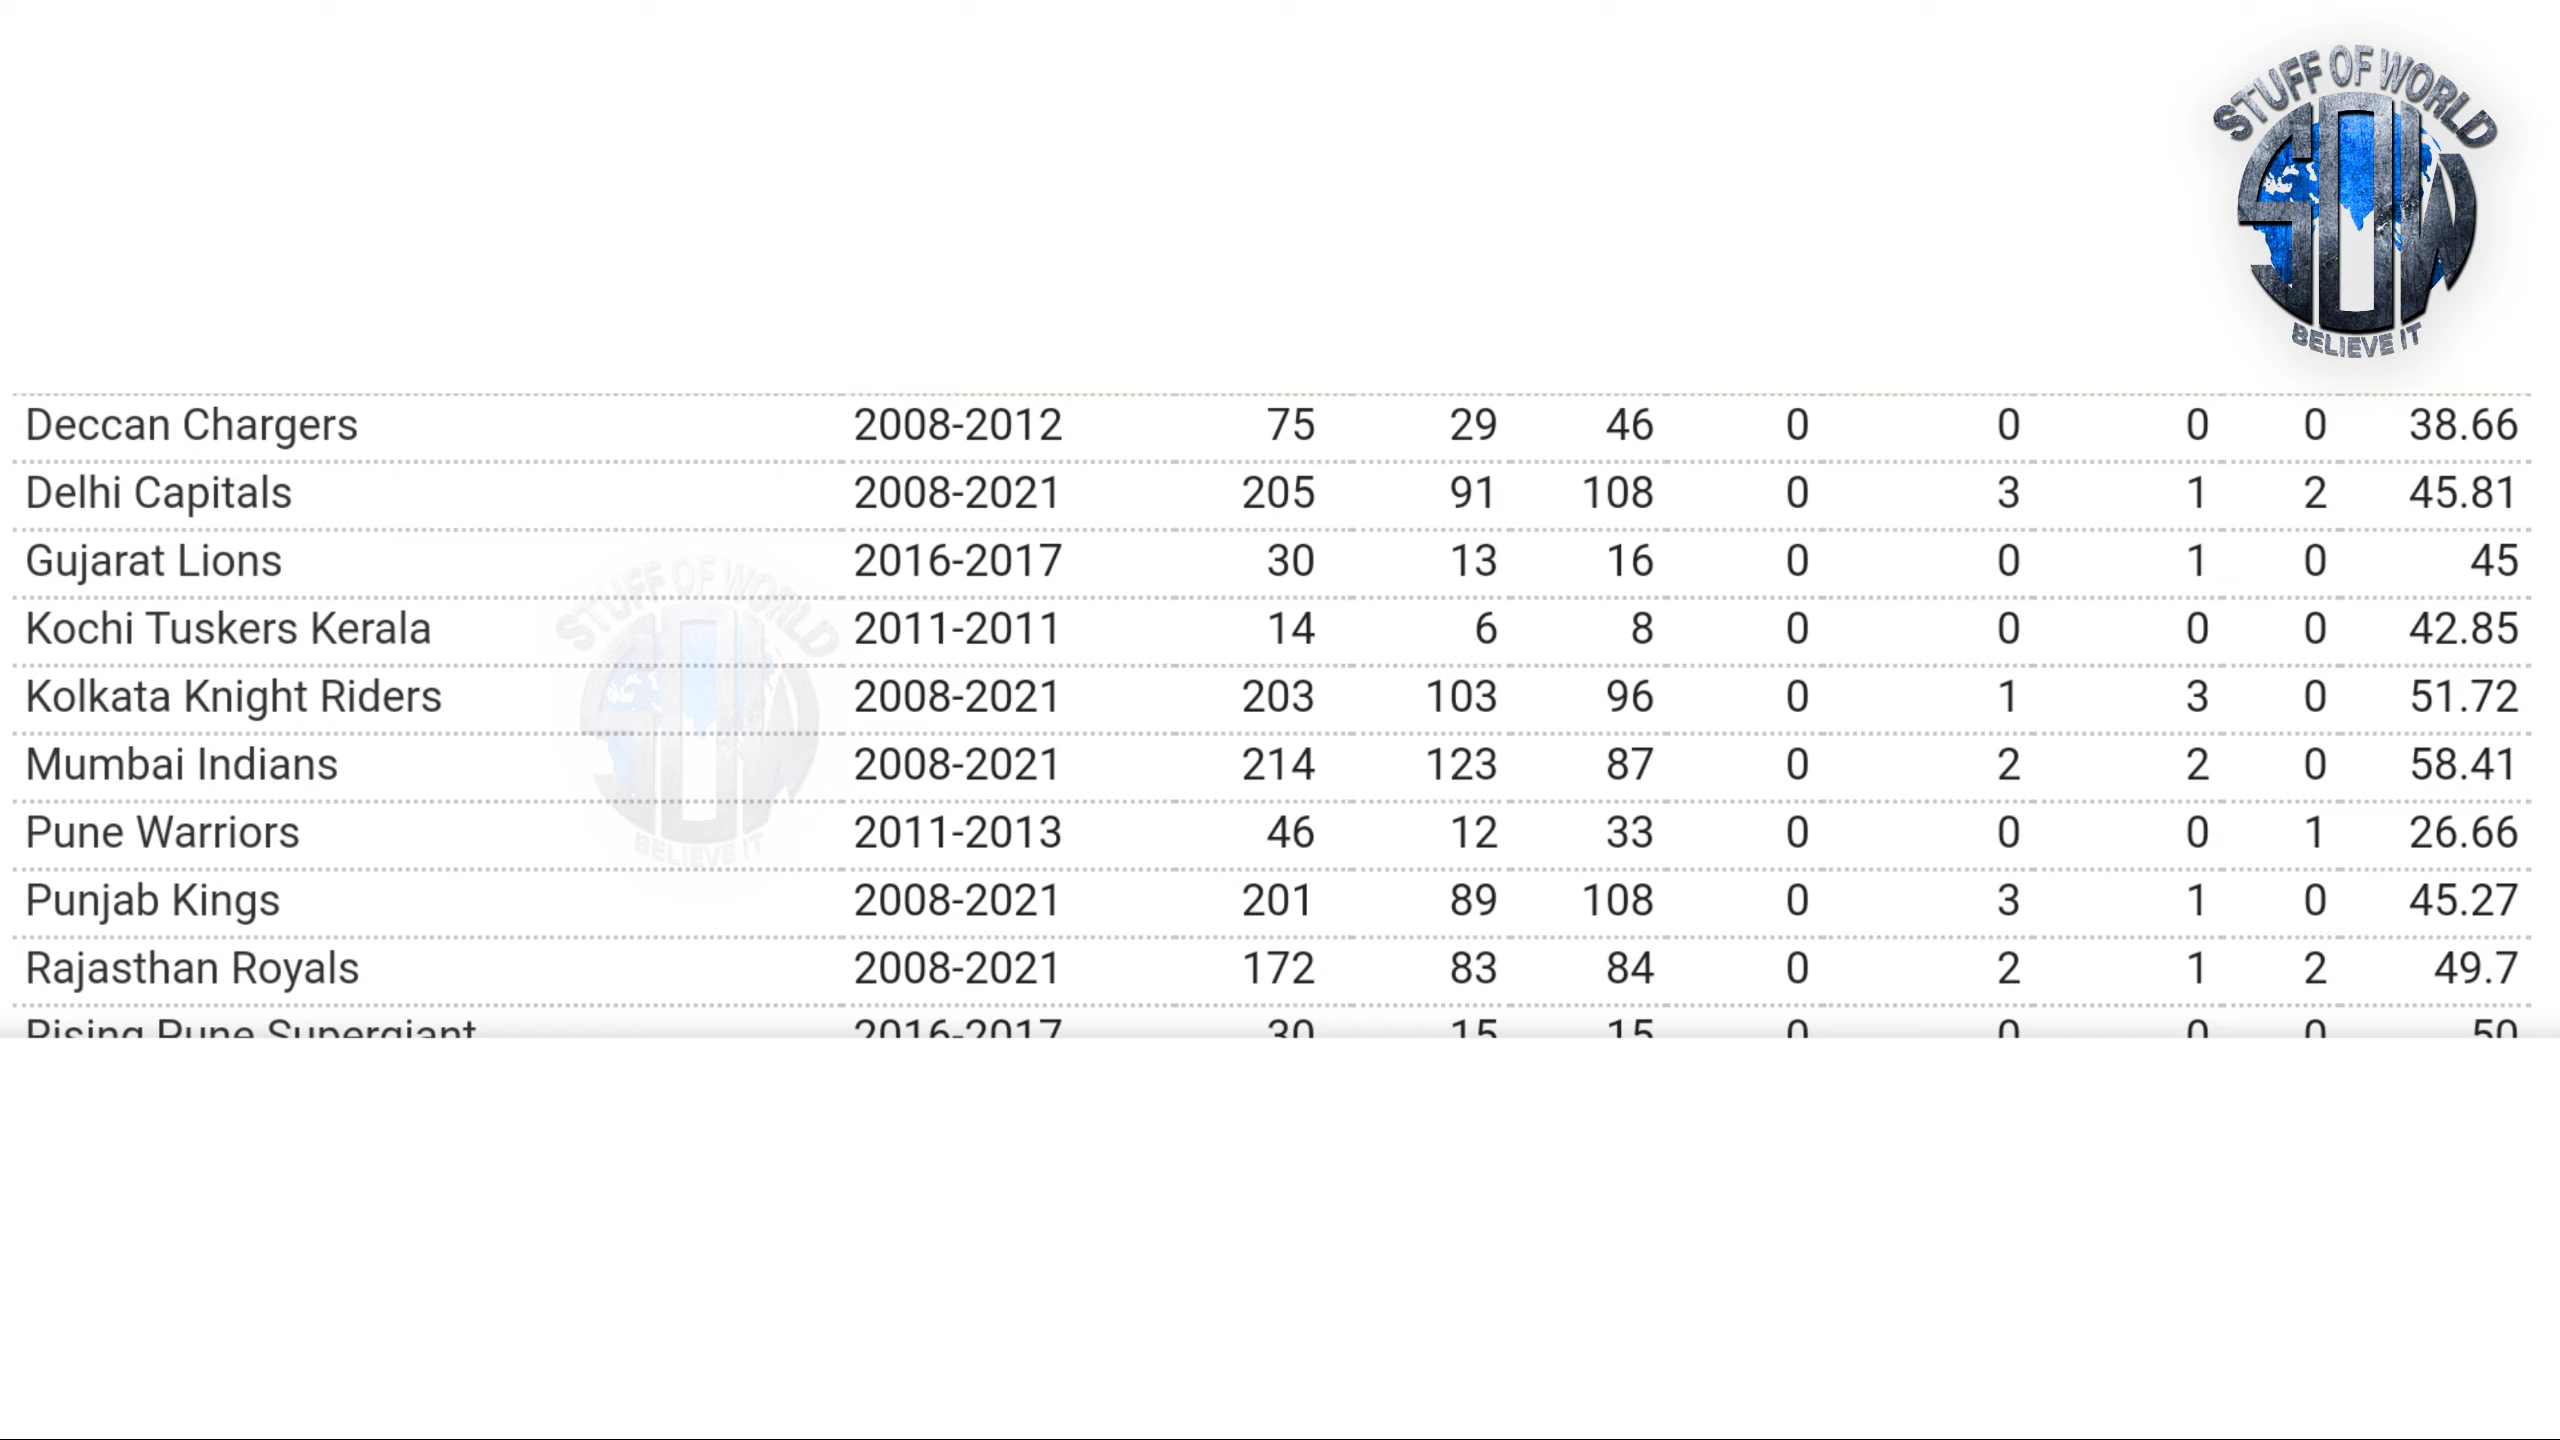 STUFF OF WORLD
SOW
BELIEVE IT
Deccan Chargers 2008-2012 75 29 46 0 0 0 0 38.66
Delhi Capitals 2008-2021 205 91 108 0 3 1 2 45.81
Gujarat Lions 2016-2017 30 13 16 0 0 1 0 45
Kochi Tuskers Kerala 2011-2011 14 6 8 0 0 0 0 42.85
Kolkata Knight Riders 2008-2021 203 103 96 0 1 3 0 51.72
Mumbai Indians 2008-2021 214 123 87 0 2 2 0 58.41
Pune Warriors 2011-2013 46 12 33 0 0 0 1 26.66
Punjab Kings 2008-2021 201 89 108 0 3 1 0 45.27
Rajasthan Royals 2008-2021 172 83 84 0 2 1 2 49.7
Rising Pune Supergiant 2016-2017 30 15 15 0 0 0 0 50
STUFF OF WORLD
SOW
BELIEVE IT